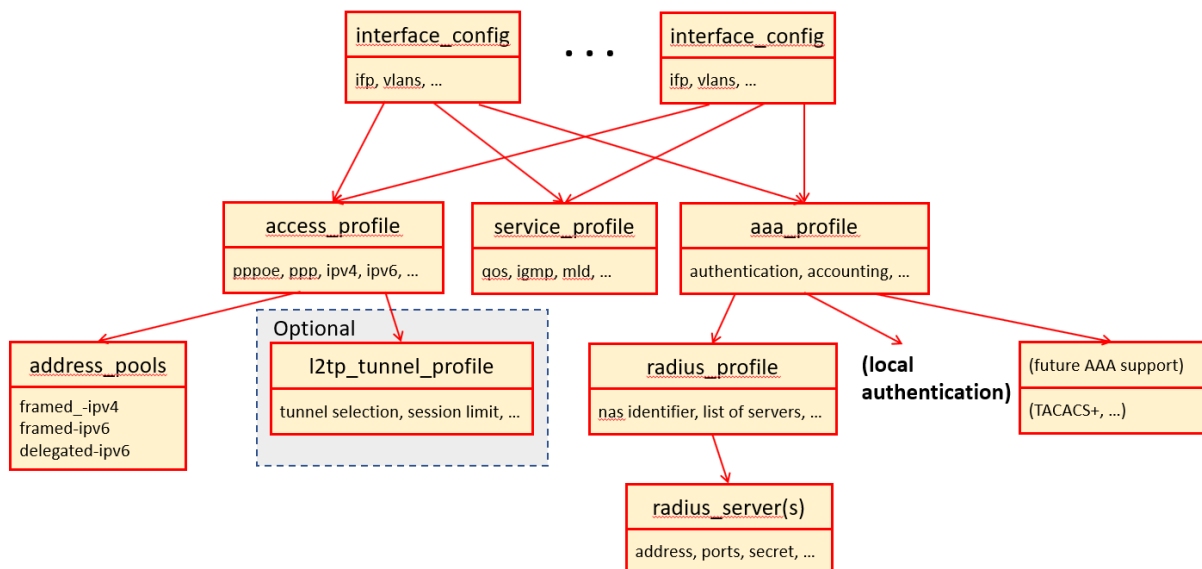 interface_config
ifp, vlans, ...
. . .
interface_config
ifp, vlans, ...
access_profile
pppoe, ppp, ipv4, ipv6, ...
service_profile
qos, igmp, mld, ...
aaa_profile
authentication, accounting, ...
address_pools
framed_-ipv4
framed-ipv6
delegated-ipv6
Optional
l2tp_tunnel_profile
tunnel selection, session limit, ...
radius_profile
nas identifier, list of servers, ...
(local
authentication)
(future AAA support)
(TACACS+, ...)
radius_server(s)
address, ports, secret, ...